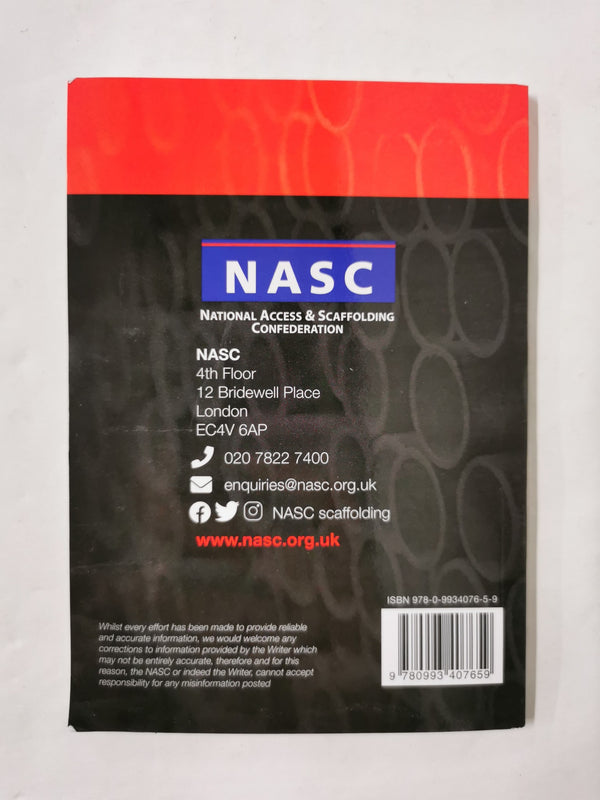 NASC
NATIONAL ACCESS & SCAFFOLDING
CONFEDERATION
NASC
4th Floor
12 Bridewell Place
London
EC4V 6AP
020 7822 7400
enquiries@nasc.org.uk
NASC scaffolding
www.nasc.org.uk
Whilst every effort has been made to provide reliable
and accurate information, we would welcome any
corrections to information provided by the Writer which
may not be entirely accurate, therefore and for this
reason, the NASC or indeed the Writer, cannot accept
responsibility for any misinformation posted
ISBN 978-0-9934076-5-9
9 780993 407659